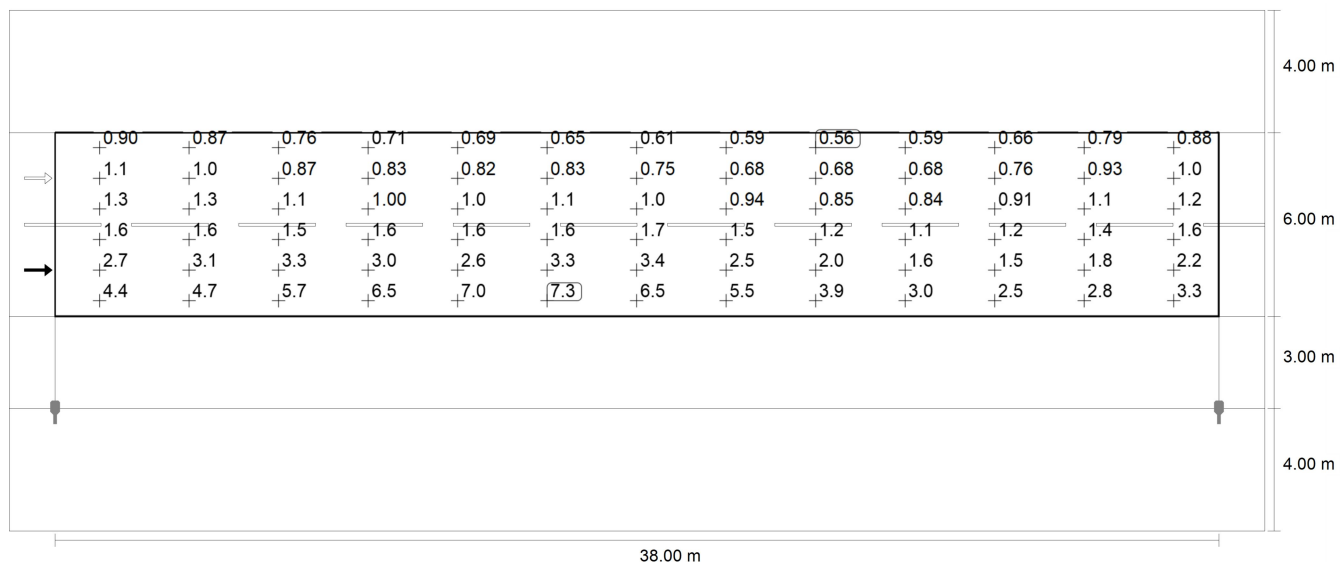 4.00 m
0.90 0.87 0.76 0.71 0.69 0.65 0.61 0.59 0.56 0.59 0.66 0.79 0.88
1.1 1.0 0.87 0.83 0.82 0.83 0.75 0.68 0.68 0.68 0.76 0.93 1.0
1.3 1.3 1.1 1.00 1.0 1.1 1.0 0.94 0.85 0.84 0.91 1.1 1.2
6.00 m
1.6 1.6 1.5 1.6 1.6 1.6 1.7 1.5 1.2 1.1 1.2 1.4 1.6
2.7 3.1 3.3 3.0 2.6 3.3 3.4 2.5 2.0 1.6 1.5 1.8 2.2
4.4 4.7 5.7 6.5 7.0 7.3 6.5 5.5 3.9 3.0 2.5 2.8 3.3
3.00 m
4.00 m
38.00 m